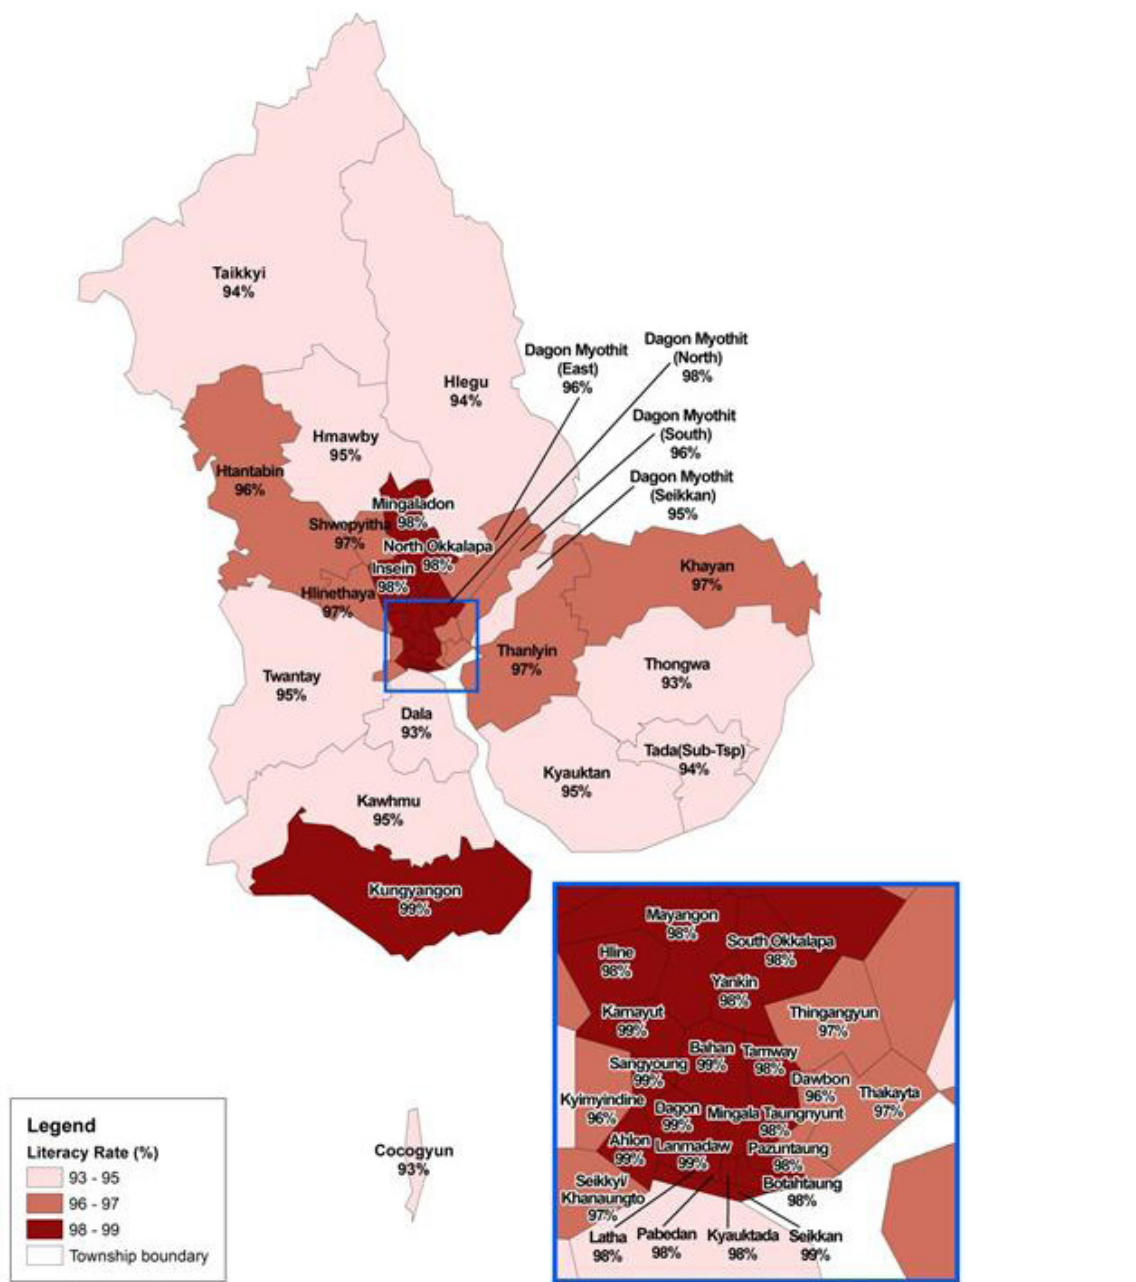 Taikkyi
94%
Hlegu
94%
Dagon Myothit
(East)
96%
Dagon Myothit
(North)
98%
Dagon Myothit
(South)
96%
Dagon Myothit
(Seikkan)
95%
Hmawby
95%
Htantabin
96%
Mingaladon
98%
Shwepyitha
97%
North Okkalapa
98%
Insein
98%
Hlinethaya
97%
Khayan
97%
Thanlyin
97%
Thongwa
93%
Twantay
95%
Dala
93%
Tada(Sub-Tsp)
94%
Kyauktan
95%
Kawhmu
95%
Kungyangon
99%
Cocogyun
93%
Mayangon
98%
South Okkalapa
98%
Hline
98%
Yankin
98%
Kamayut
99%
Thingangyun
97%
Bahan
99%
Tamway
98%
Sangyoung
99%
Dawbon
96%
Thakayta
97%
Kyimyindine
96%
Dagon
99%
Mingala Taungnyunt
98%
Ahlon
99%
Lanmadaw
99%
Pazuntaung
98%
Seikkyi/
Khanaungto
97%
Botahtaung
98%
Latha
98%
Pabedan
98%
Kyauktada
98%
Seikkan
99%
Legend
Literacy Rate (%)
93 - 95
96 - 97
98 - 99
Township boundary